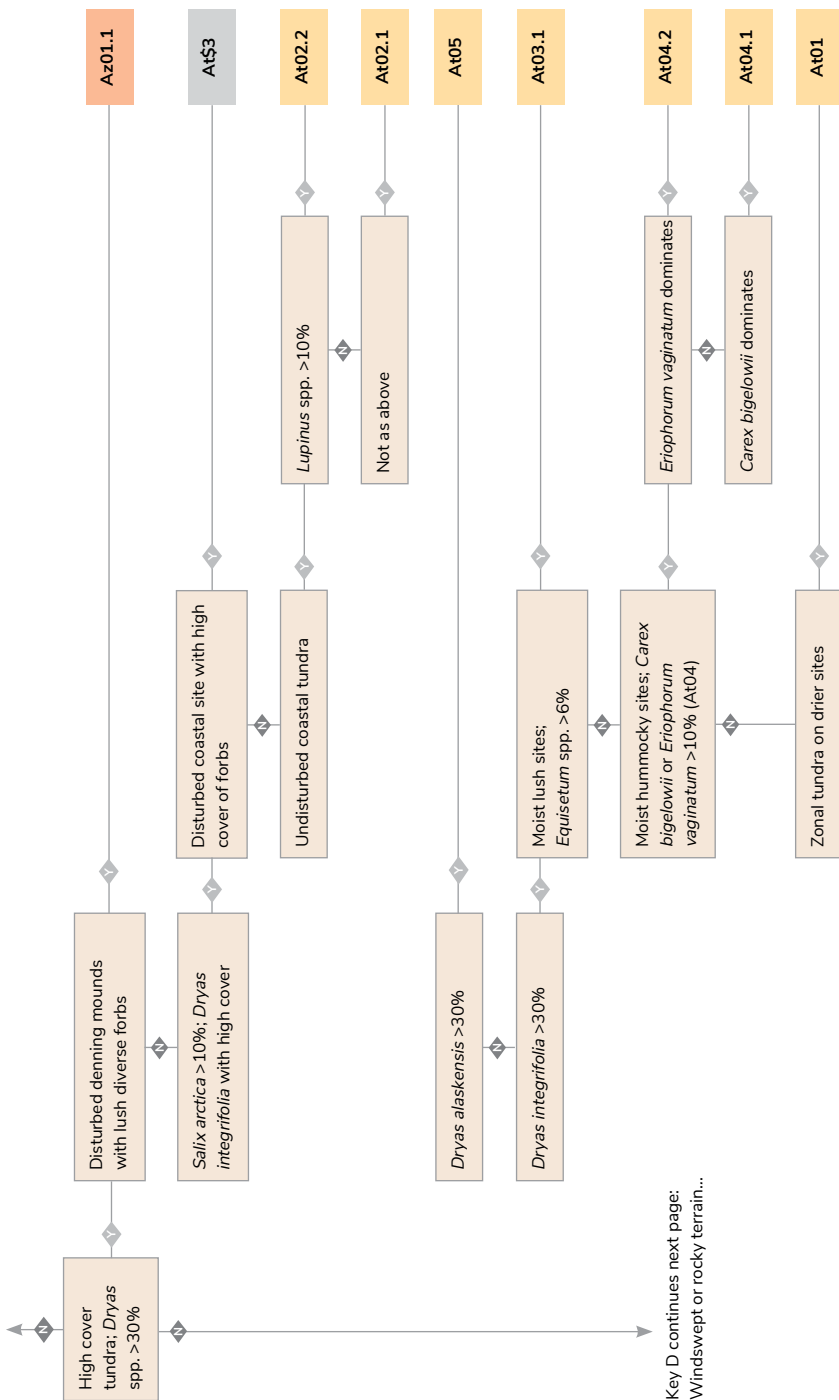 High cover
tundra; Dryas
spp. >30%
N
N
Y
Disturbed denning mounds
with lush diverse forbs
Y
Az01.1
N
Salix arctica >10%; Dryas
integrifolia with high cover
Y
Disturbed coastal site with high
cover of forbs
Y
At$3
N
Undisturbed coastal tundra
Y
Lupinus spp. >10%
Y
At02.2
N
Not as above
Y
At02.1
Dryas alaskensis >30%
Y
At05
N
Dryas integrifolia >30%
Y
Moist lush sites;
Equisetum spp. >6%
Y
At03.1
N
Moist hummocky sites; Carex
bigelowii or Eriophorum
vaginatum >10% (At04)
Y
Eriophorum vaginatum dominates
Y
At04.2
N
Carex bigelowii dominates
Y
At04.1
N
Zonal tundra on drier sites
Y
At01
Key D continues next page:
Windswept or rocky terrain...